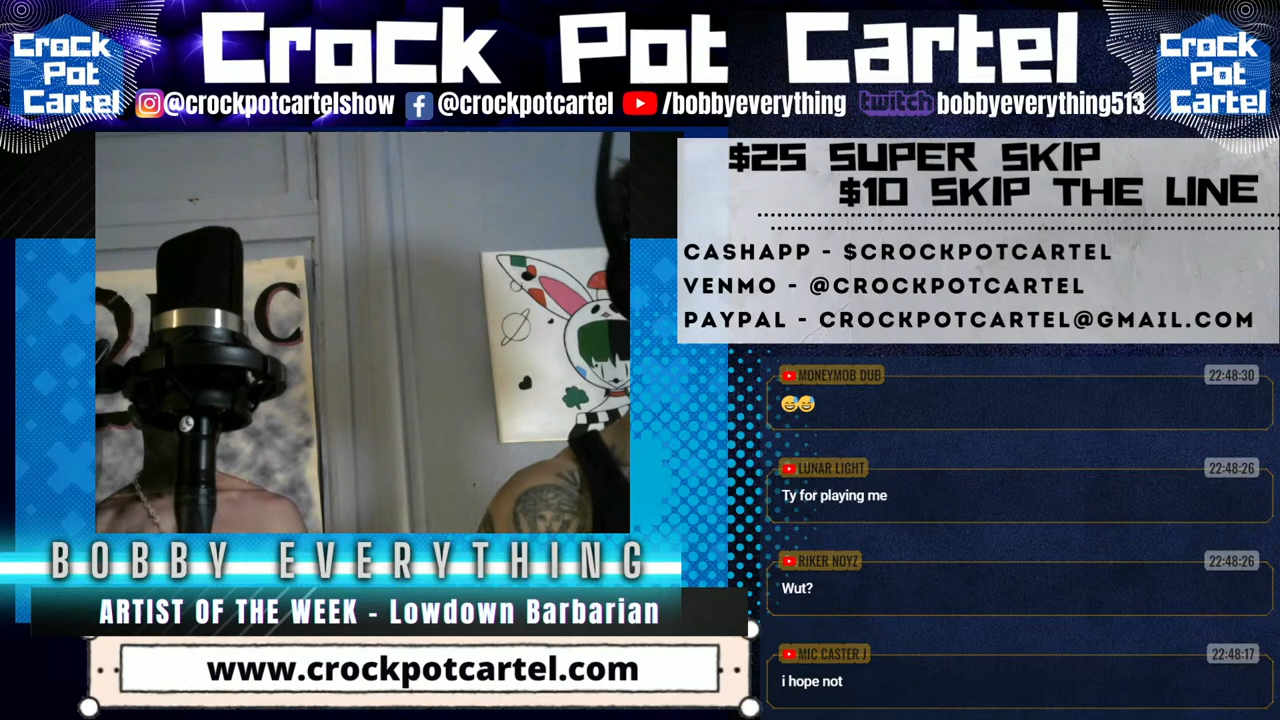 Crock Pot Cartel
Crock
Pot
Cartel
Crock
Pot
Cartel
@crockpotcartelshow @crockpotcartel /bobbyeverything twitch bobbyeverything513
$25 SUPER SKIP
$10 SKIP THE LINE
CASHAPP - $CROCKPOTCARTEL
VENMO - @CROCKPOTCARTEL
PAYPAL - CROCKPOTCARTEL@GMAIL.COM
C
MONEYMOB DUB 22:48:30
😅😅
LUNAR LIGHT 22:48:26
Ty for playing me
RIKER NOYZ 22:48:26
Wut?
MIC CASTER J 22:48:17
i hope not
BOBBY EVERYTHING
ARTIST OF THE WEEK - Lowdown Barbarian
www.crockpotcartel.com